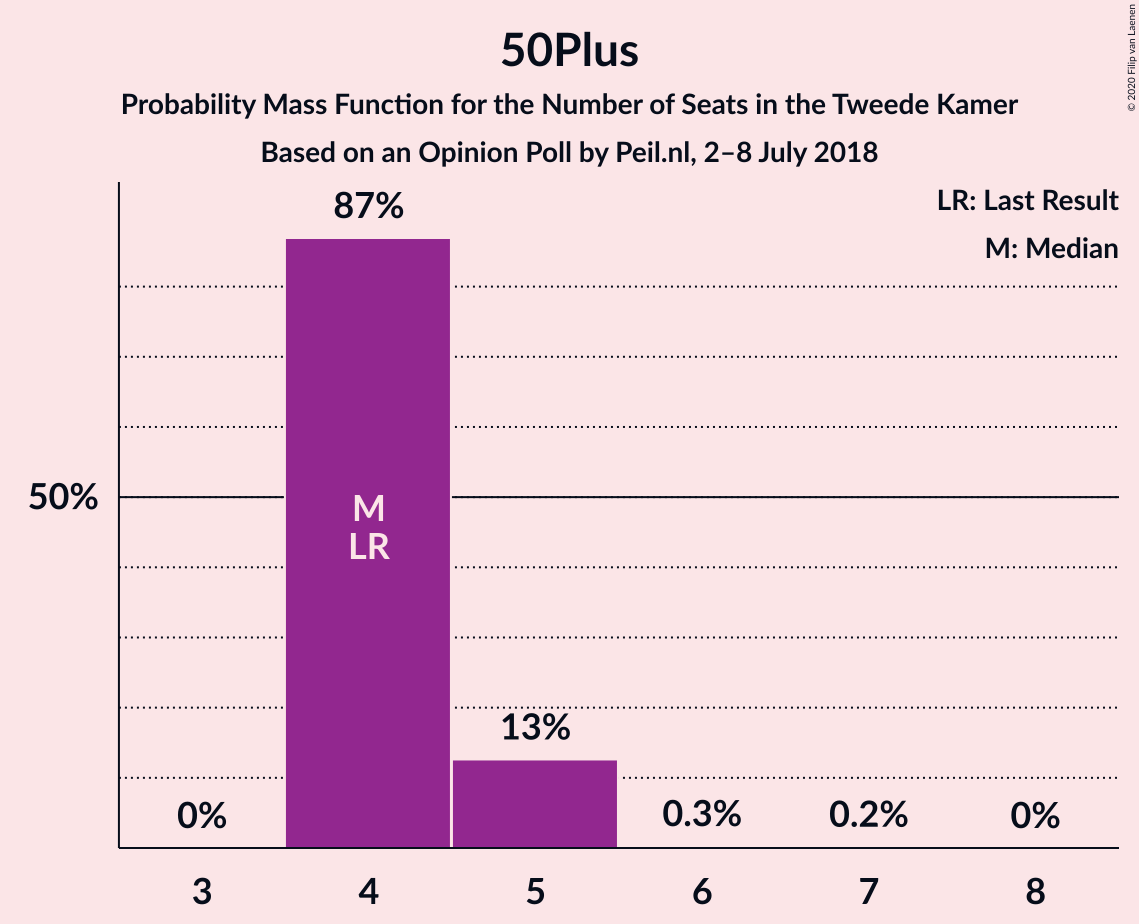 50Plus
Probability Mass Function for the Number of Seats in the Tweede Kamer
Based on an Opinion Poll by Peil.nl, 2–8 July 2018
© 2020 Filip van Laenen
LR: Last Result
M: Median
87%
50%
M
LR
13%
0%
0.3%
0.2%
0%
3
4
5
6
7
8